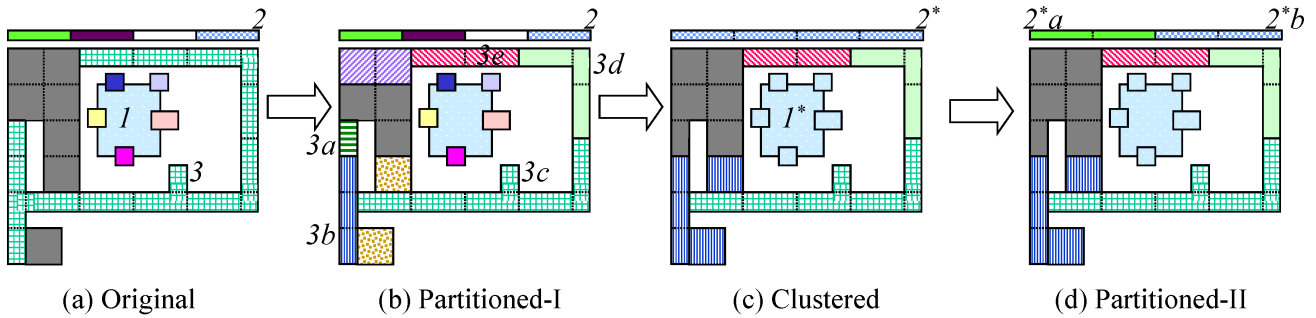 2
2
2*
2*a
2*b
3e
3d
1
1*
3a
3
3c
3b
(a) Original
(b) Partitioned-I
(c) Clustered
(d) Partitioned-II